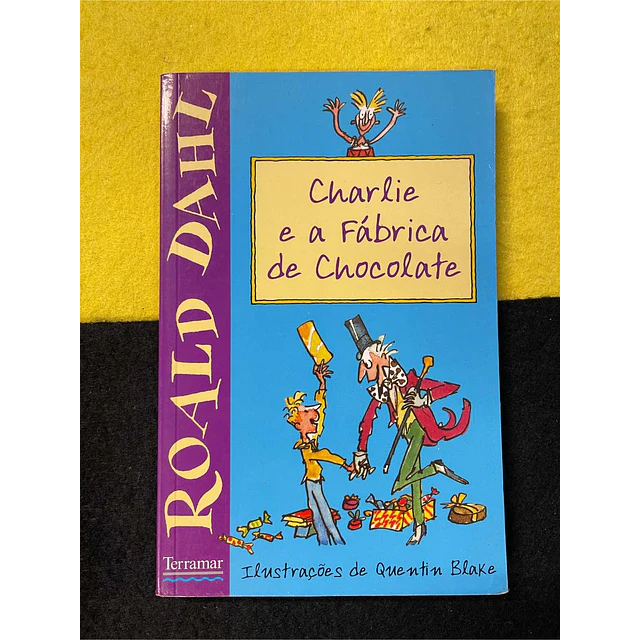 ROALD DAHL
Charlie
e a Fábrica
de Chocolate
Terramar
Ilustrações de Quentin Blake